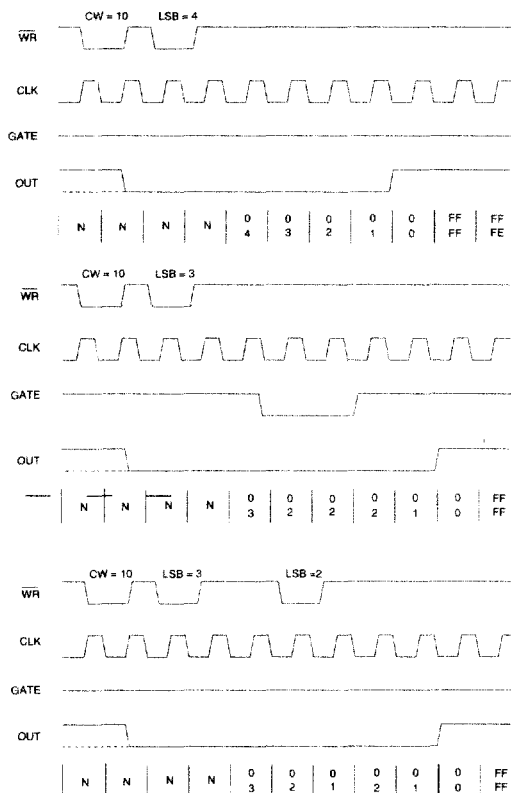 CW = 10 LSB = 4
WR
CLK
GATE
OUT
N N N N 0 0 0 0 0 FF FF
4 3 2 1 0 FF FE
CW = 10 LSB = 3
WR
CLK
GATE
OUT
N N N N 0 0 0 0 0 0 FF
3 2 2 2 1 0 FF
CW = 10 LSB = 3 LSB =2
WR
CLK
GATE
OUT
N N N N 0 0 0 0 0 0 FF
3 2 1 2 1 0 FF